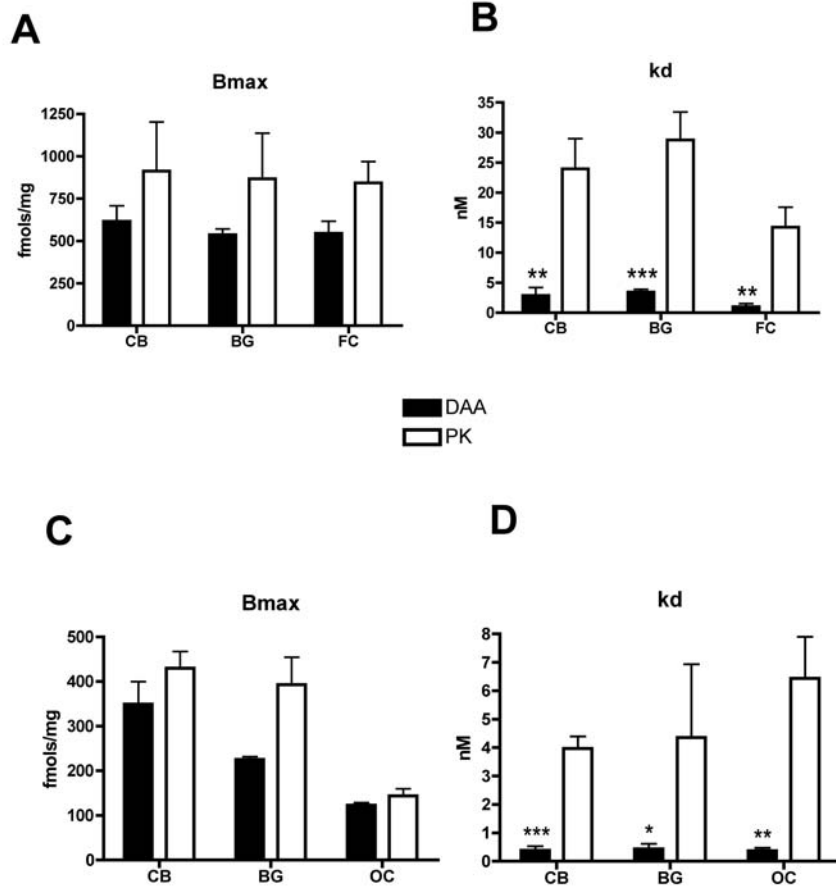 A
Bmax
fmols/mg
1250
1000
750
500
250
0
CB BG FC
B
kd
nM
35
30
25
20
15
10
5
0
** *** **
CB BG FC
DAA
PK
C
Bmax
fmols/mg
500
400
300
200
100
0
CB BG OC
D
kd
nM
8
7
6
5
4
3
2
1
0
*** * **
CB BG OC